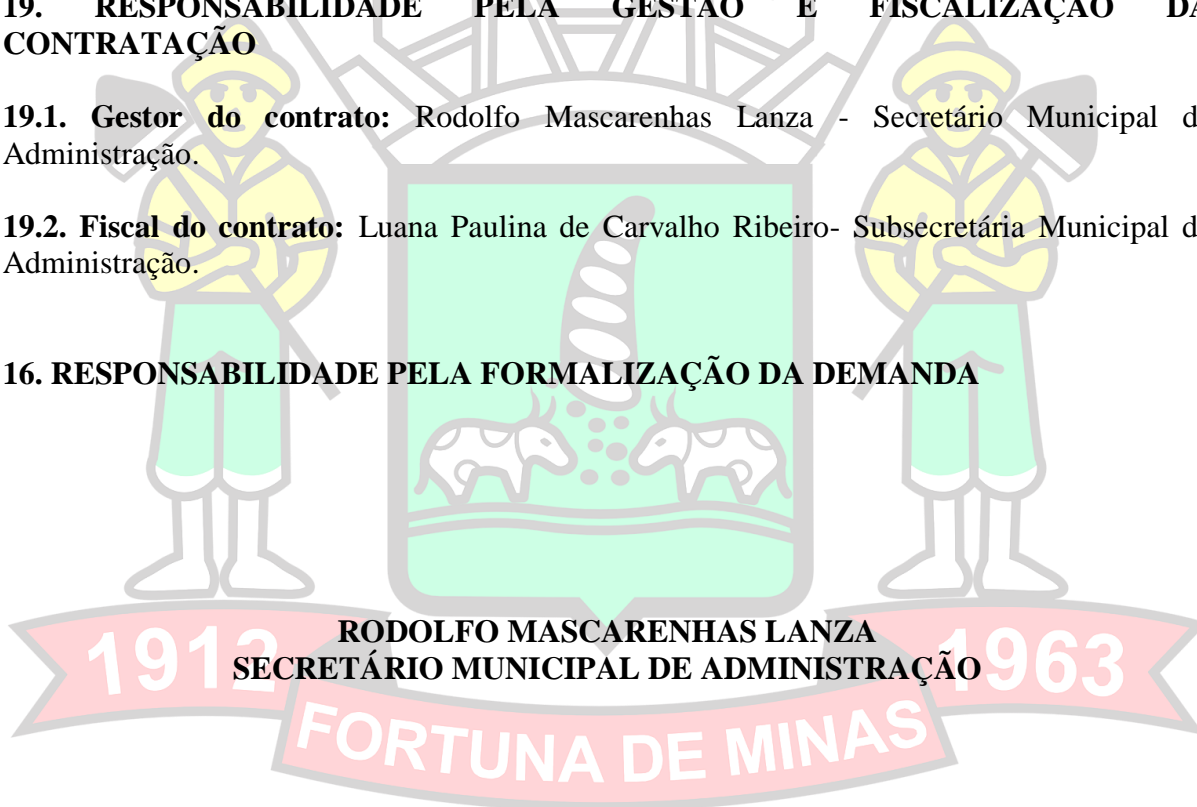 19. RESPONSABILIDADE PELA GESTÃO E FISCALIZAÇÃO DA
CONTRATAÇÃO
19.1. Gestor do contrato: Rodolfo Mascarenhas Lanza - Secretário Municipal d
Administração.
19.2. Fiscal do contrato: Luana Paulina de Carvalho Ribeiro- Subsecretária Municipal d
Administração.
16. RESPONSABILIDADE PELA FORMALIZAÇÃO DA DEMANDA
RODOLFO MASCARENHAS LANZA
SECRETÁRIO MUNICIPAL DE ADMINISTRAÇÃO
1912 1963
FORTUNA DE MINAS